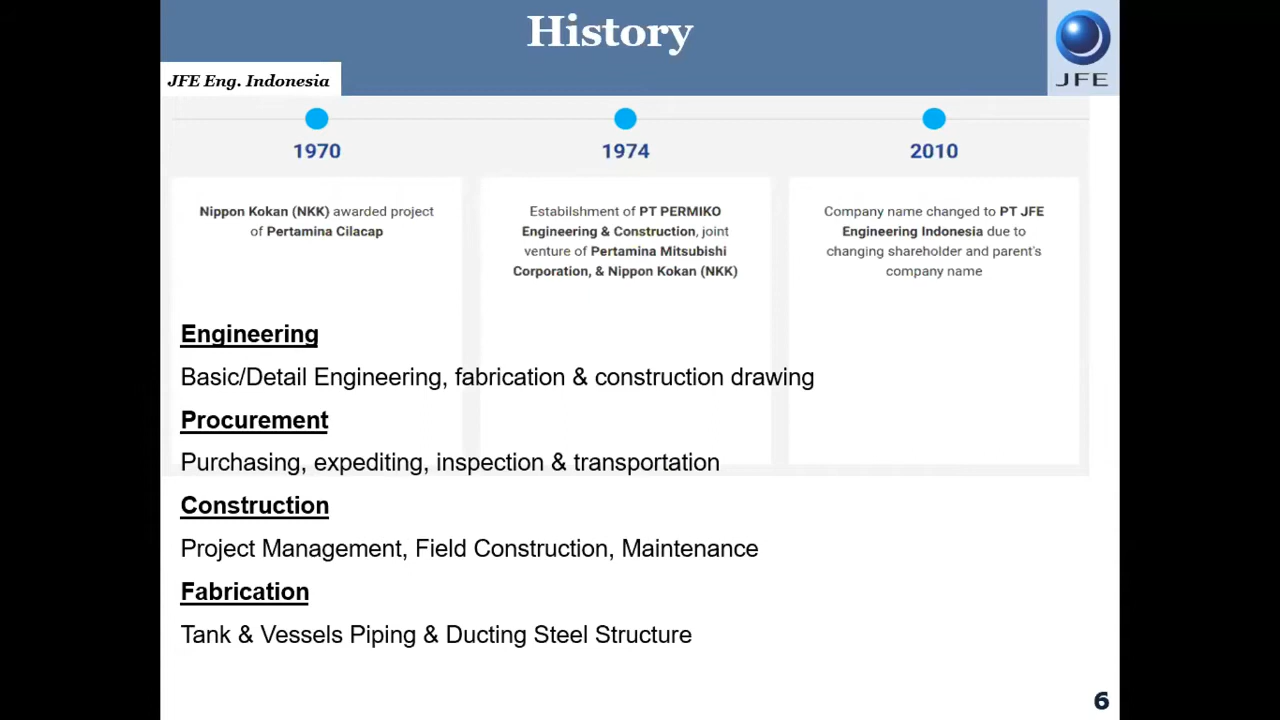 History
JFE Eng. Indonesia
JFE
1970
Nippon Kokan (NKK) awarded project
of Pertamina Cilacap
1974
Estabilshment of PT PERMIKO
Engineering & Construction, joint
venture of Pertamina Mitsubishi
Corporation, & Nippon Kokan (NKK)
2010
Company name changed to PT JFE
Engineering Indonesia due to
changing shareholder and parent's
company name
Engineering
Basic/Detail Engineering, fabrication & construction drawing
Procurement
Purchasing, expediting, inspection & transportation
Construction
Project Management, Field Construction, Maintenance
Fabrication
Tank & Vessels Piping & Ducting Steel Structure
6